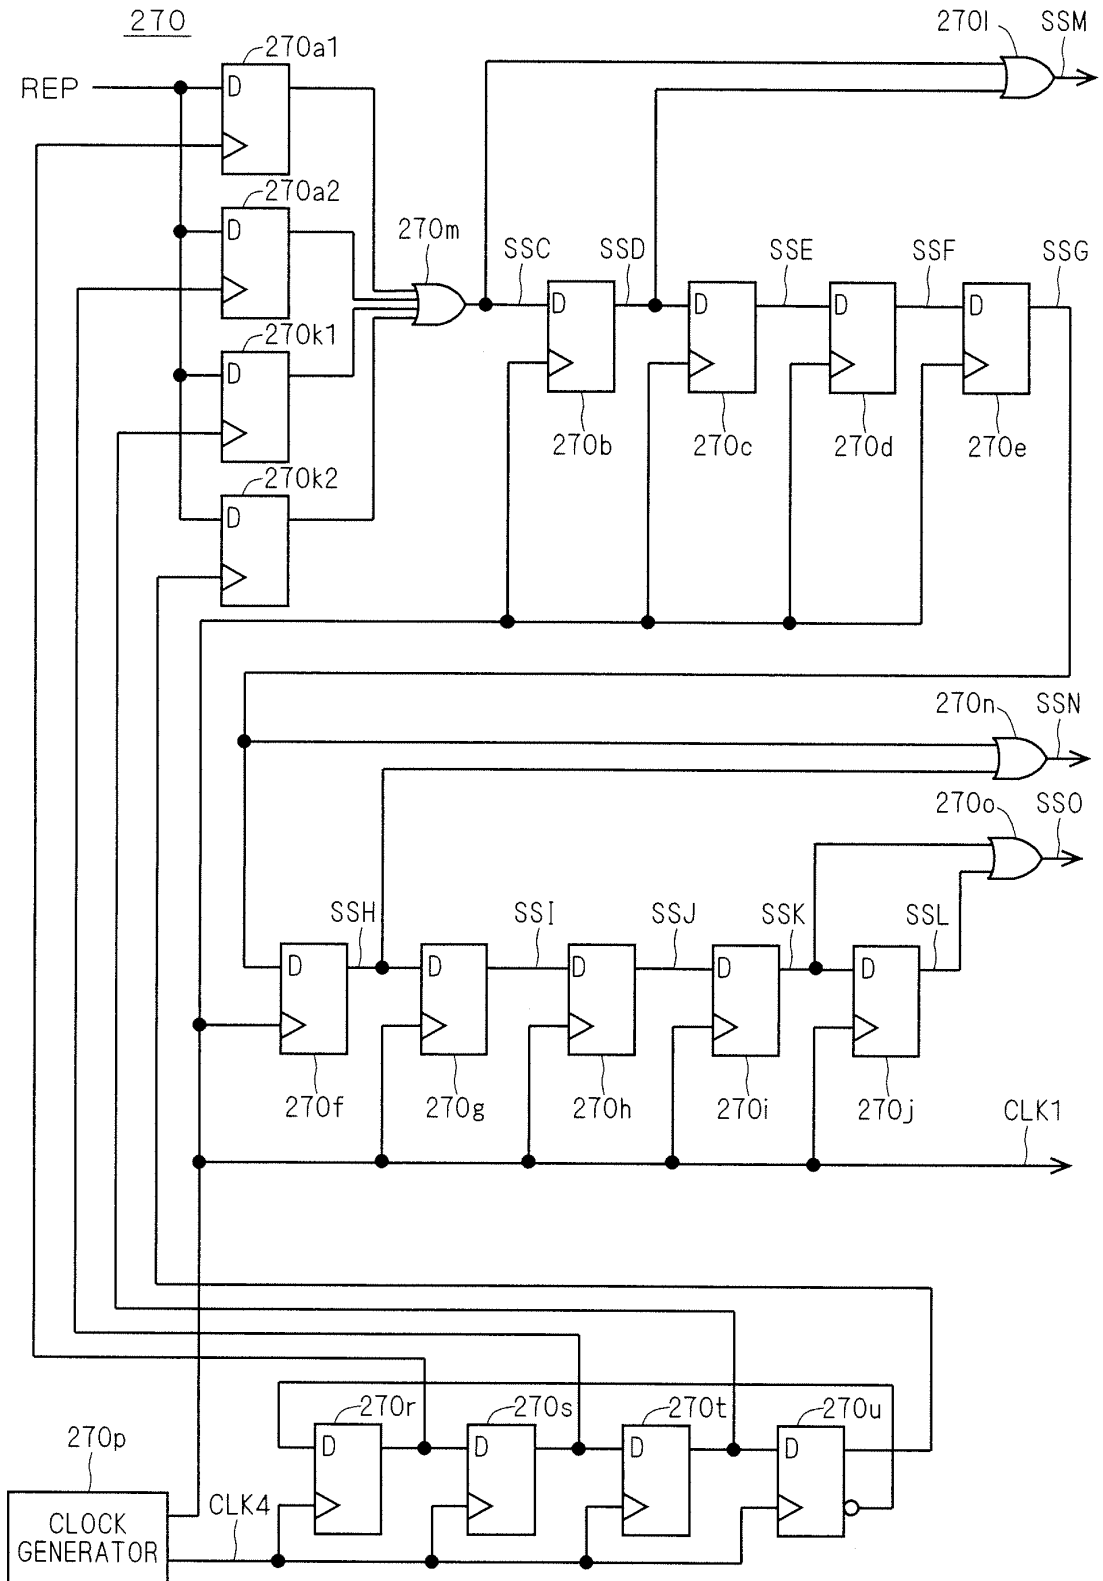 270
270a1
270l
SSM
REP
D
270a2
D
270m
SSC
SSD
SSE
SSF
SSG
D
D
D
D
270k1
D
270b
270c
270d
270e
270k2
D
270n
SSN
270o
SSO
SSH
SSI
SSJ
SSK
SSL
D
D
D
D
D
270f
270g
270h
270i
270j
CLK1
270r
270s
270t
270u
270p
D
D
D
D
CLK4
CLOCK
GENERATOR